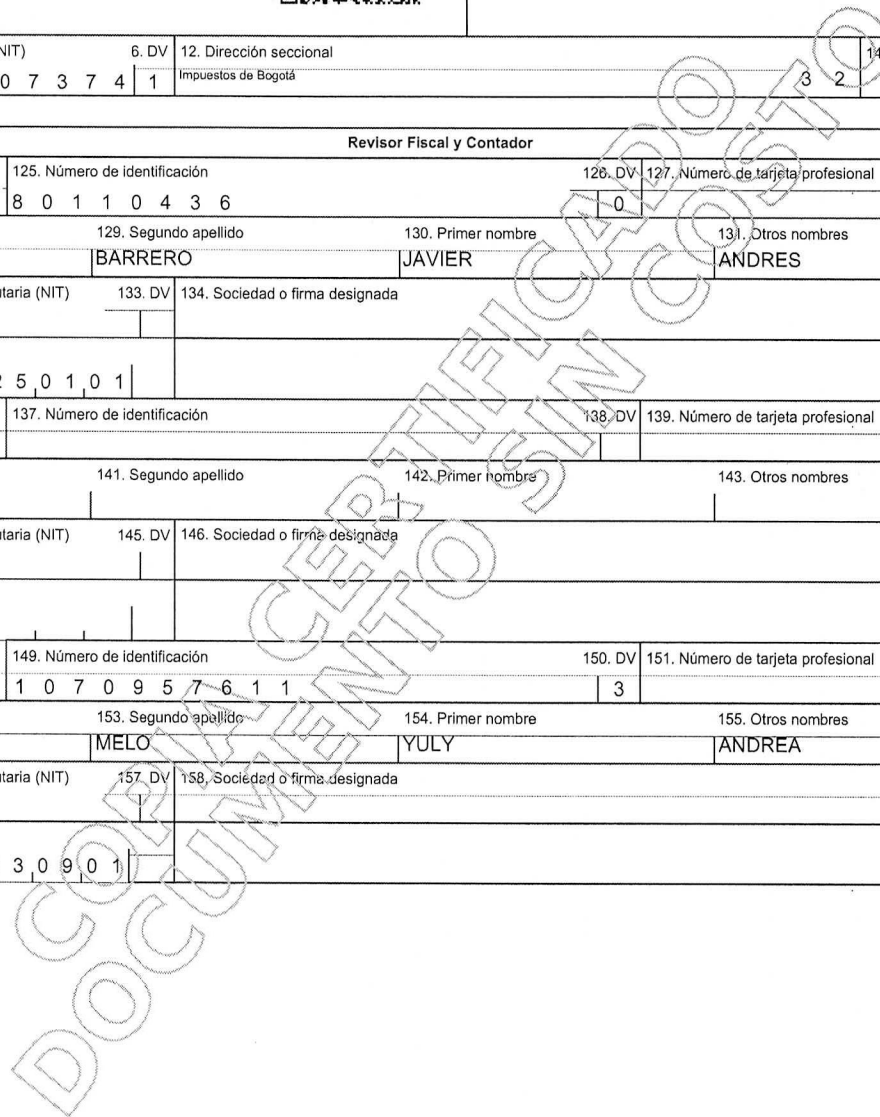 NIT) 6. DV 12. Dirección seccional 14
0 7 3 7 4 1 Impuestos de Bogotá 3 2
Revisor Fiscal y Contador
125. Número de identificación 126. DV 127. Número de tarjeta profesional
8 0 1 1 0 4 3 6 0
129. Segundo apellido 130. Primer nombre 131. Otros nombres
BARRERO JAVIER ANDRES
utaria (NIT) 133. DV 134. Sociedad o firma designada
2 5 0 1 0 1
137. Número de identificación 138. DV 139. Número de tarjeta profesional
141. Segundo apellido 142. Primer nombre 143. Otros nombres
utaria (NIT) 145. DV 146. Sociedad o firma designada
149. Número de identificación 150. DV 151. Número de tarjeta profesional
1 0 7 0 9 5 7 6 1 1 3
153. Segundo apellido 154. Primer nombre 155. Otros nombres
MELO YULY ANDREA
utaria (NIT) 157. DV 158. Sociedad o firma designada
3 0 9 0 1
COPIA CERTIFICADO
DOCUMENTO SIN COSTO